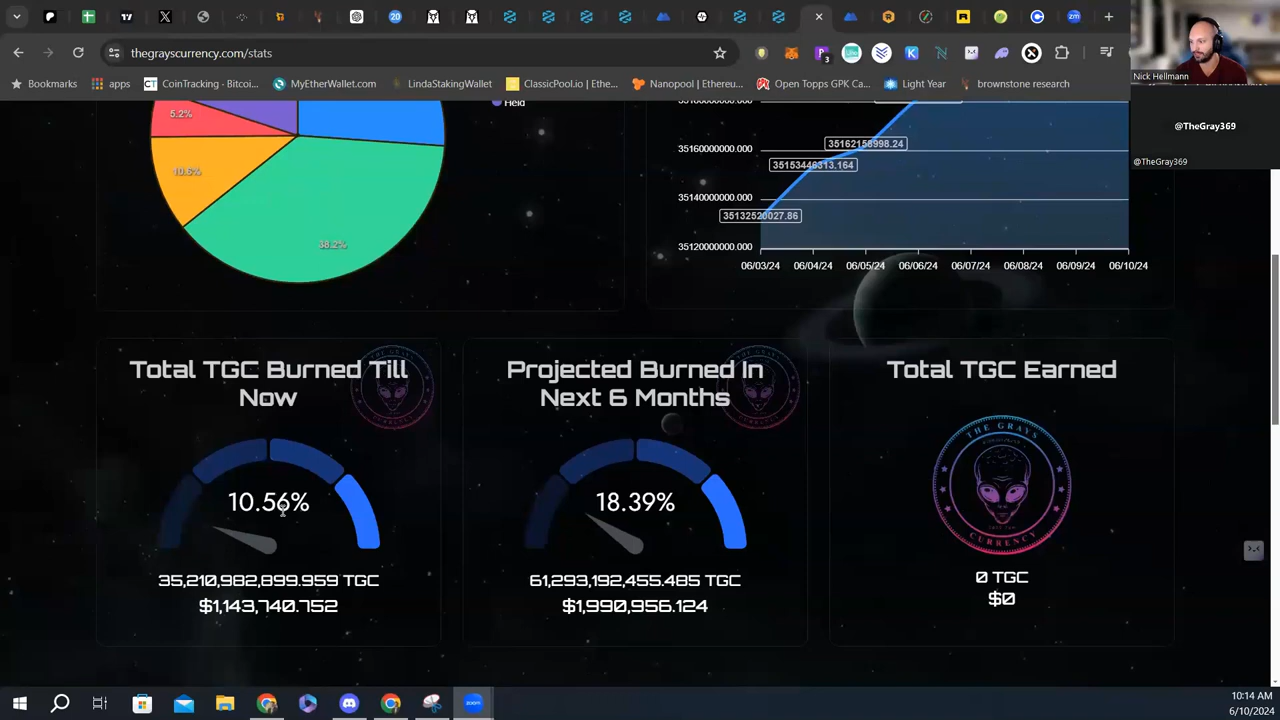 thegrayscurrency.com/stats
Nick Hellmann
Bookmarks apps CoinTracking - Bitcoi... MyEtherWallet.com LindaStakingWallet ClassicPool.io | Ethe... Nanopool | Ethereu... Open Topps GPK Ca... Light Year brownstone research
@TheGray369
@TheGray369
Held
5.2%
10.6%
38.2%
35162158998.24
35160000000.000
35153446313.164
35140000000.000
35132520027.86
35120000000.000
06/03/24 06/04/24 06/05/24 06/06/24 06/07/24 06/08/24 06/09/24 06/10/24
Total TGC Burned Till
Now
10.56%
35,210,982,899.959 TGC
$1,143,740.752
Projected Burned In
Next 6 Months
18.39%
61,293,192,455.485 TGC
$1,990,956.124
Total TGC Earned
THE GRAYS
CURRENCY
0 TGC
$0
10:14 AM
6/10/2024